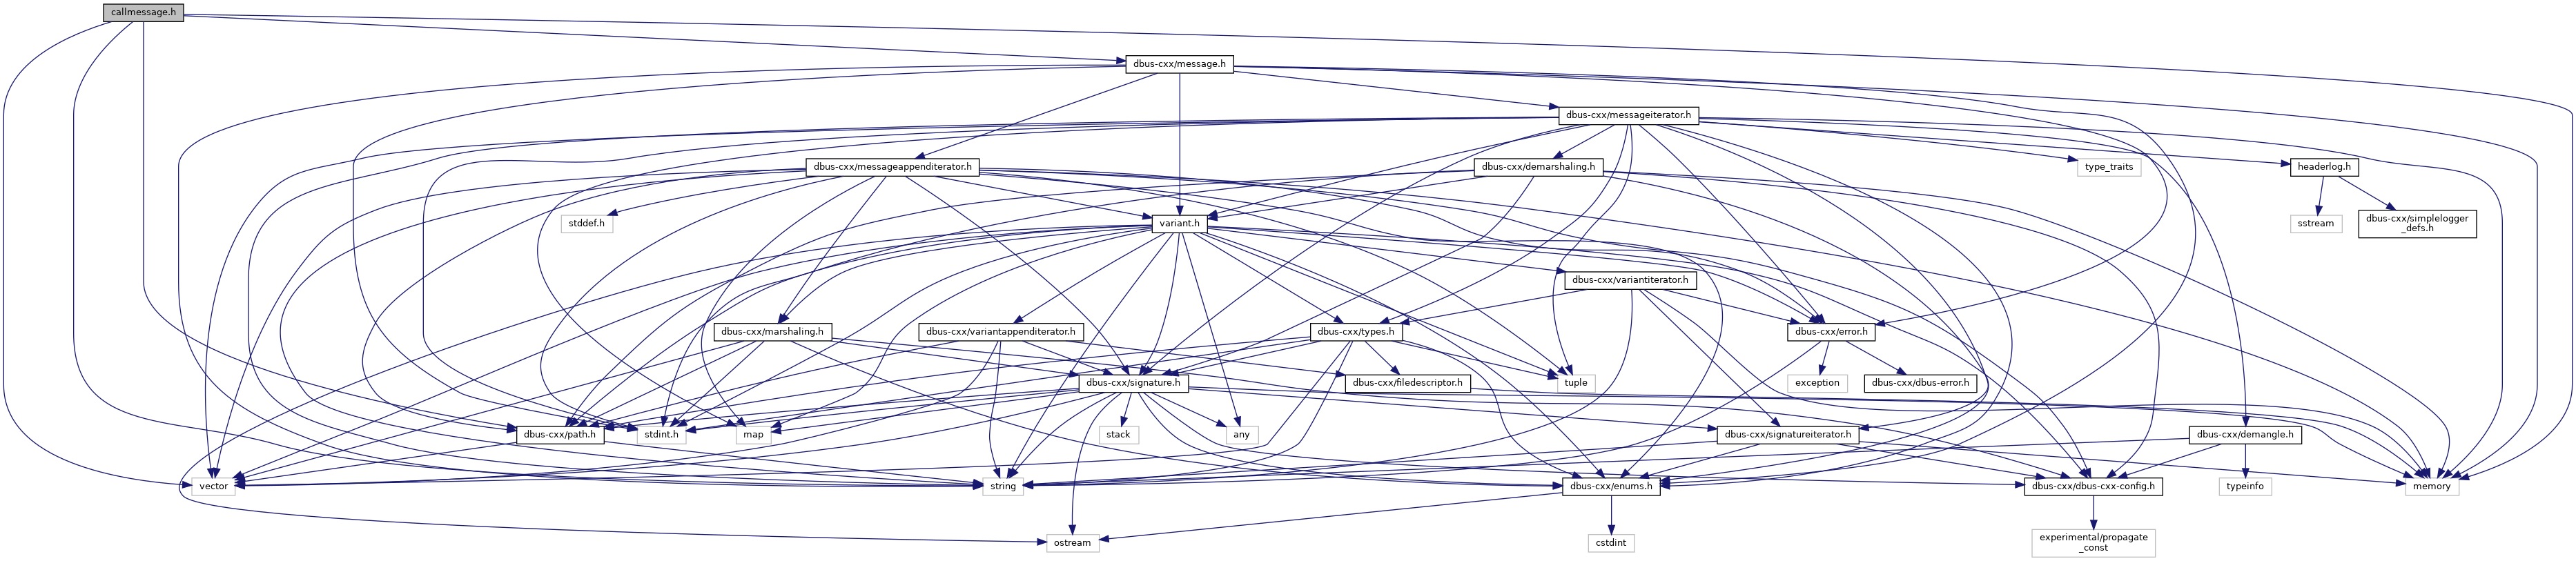 callmessage.h
dbus-cxx/message.h
dbus-cxx/messageiterator.h
dbus-cxx/messageappenditerator.h
dbus-cxx/demarshaling.h
type_traits
headerlog.h
stddef.h
variant.h
sstream
dbus-cxx/simplelogger
_defs.h
dbus-cxx/variantiterator.h
dbus-cxx/marshaling.h
dbus-cxx/variantappenditerator.h
dbus-cxx/types.h
dbus-cxx/error.h
dbus-cxx/signature.h
dbus-cxx/filedescriptor.h
tuple
exception
dbus-cxx/dbus-error.h
dbus-cxx/path.h
stdint.h
map
stack
any
dbus-cxx/signatureiterator.h
dbus-cxx/demangle.h
vector
string
dbus-cxx/enums.h
dbus-cxx/dbus-cxx-config.h
typeinfo
memory
ostream
cstdint
experimental/propagate
_const